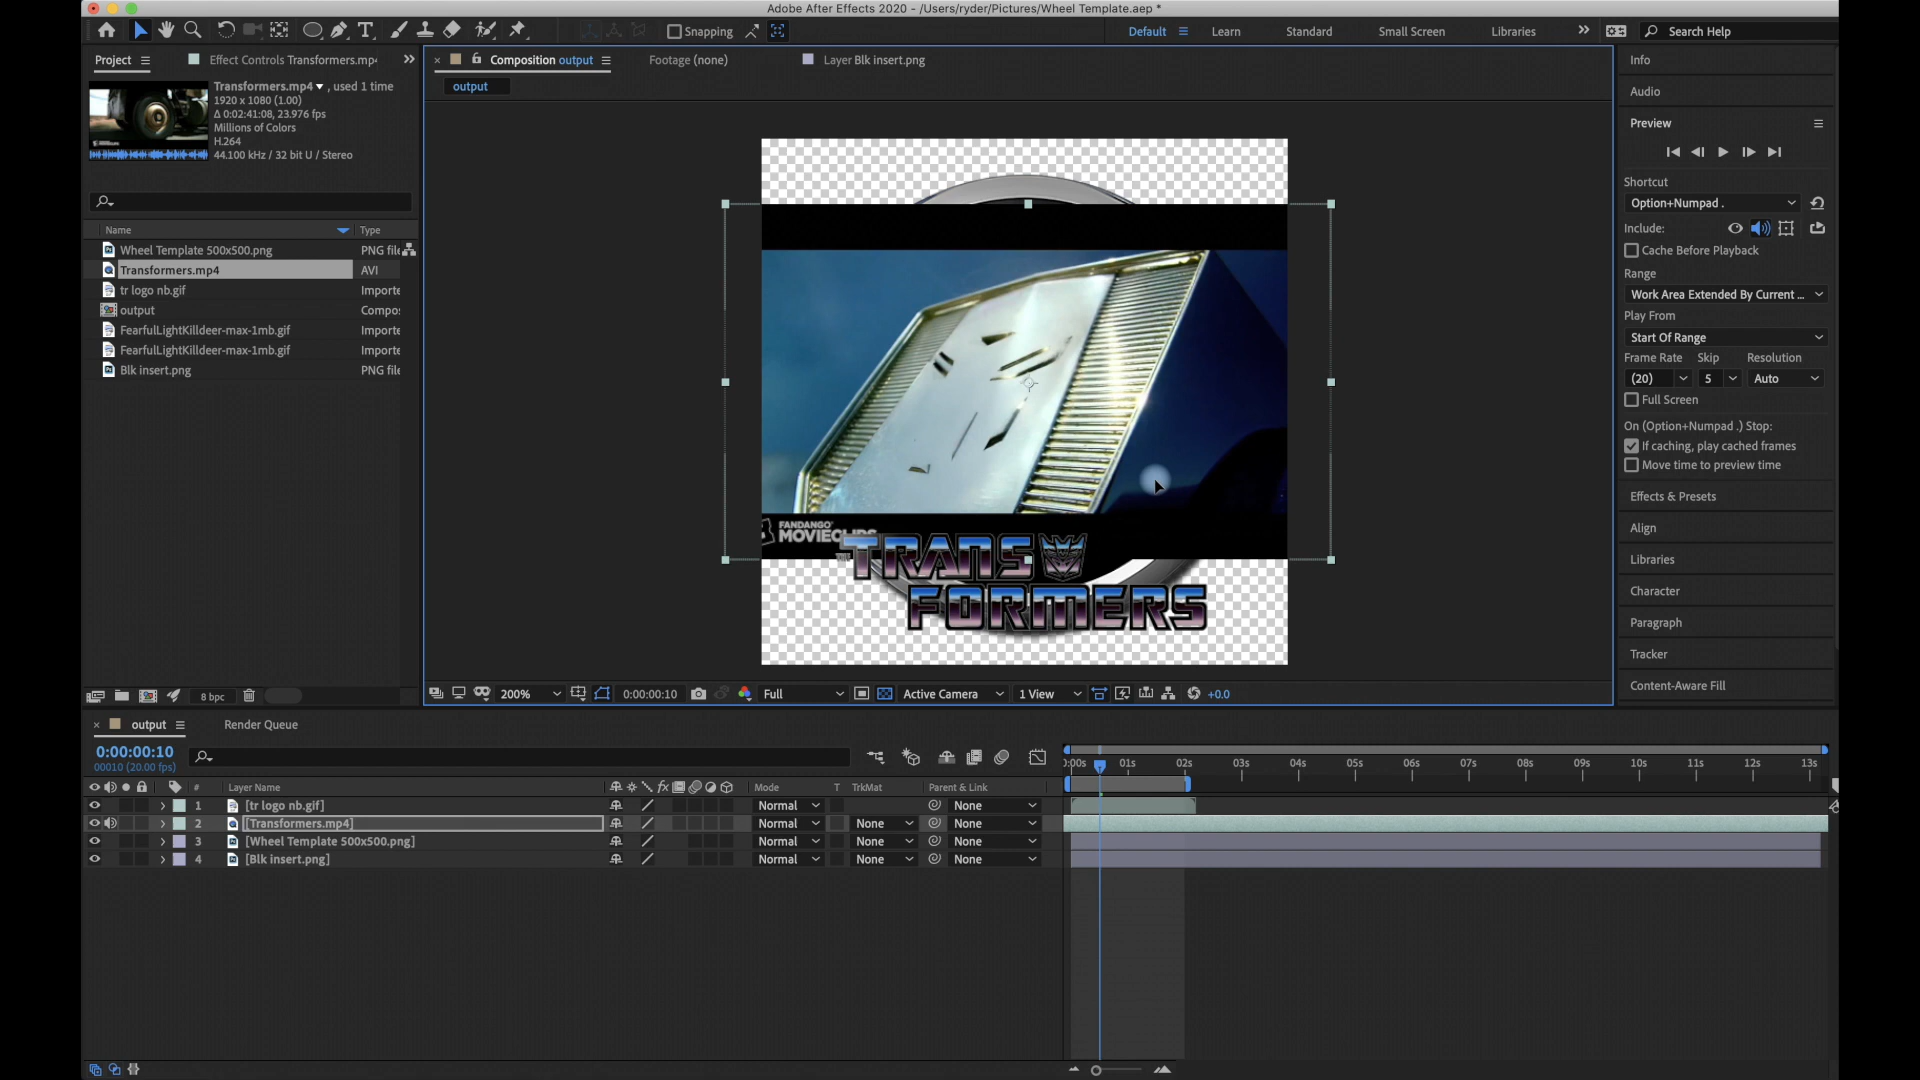 Adobe After Effects 2020 - /Users/ryder/Pictures/Wheel Template.aep *
Snapping
Default
Learn
Standard
Small Screen
Libraries
Search Help
Project
Effect Controls Transformers.mp
Composition output
Footage (none)
Layer Blk insert.png
output
Transformers.mp4 , used 1 time
1920 x 1080 (1.00)
Δ 0:02:41:08, 23.976 fps
Millions of Colors
H.264
44.100 kHz / 32 bit U / Stereo
Name Type
Wheel Template 500x500.png PNG file
Transformers.mp4 AVI
tr logo nb.gif Importe
output Compos
FearfulLightKilldeer-max-1mb.gif Importe
FearfulLightKilldeer-max-1mb.gif Importe
Blk insert.png PNG file
8 bpc
FANDANGO
MOVIECLIPS
TRANS
FORMERS
200%
0:00:00:10
Full
Active Camera
1 View
+0.0
Info
Audio
Preview
Shortcut
Option+Numpad .
Include:
Cache Before Playback
Range
Work Area Extended By Current ...
Play From
Start Of Range
Frame Rate Skip Resolution
(20) 5 Auto
Full Screen
On (Option+Numpad .) Stop:
If caching, play cached frames
Move time to preview time
Effects & Presets
Align
Libraries
Character
Paragraph
Tracker
Content-Aware Fill
output
Render Queue
0:00:00:10
00010 (20.00 fps)
# Layer Name Mode T TrkMat Parent & Link
):00s 01s 02s 03s 04s 05s 06s 07s 08s 09s 10s 11s 12s 13s
1 [tr logo nb.gif] Normal None
2 [Transformers.mp4] Normal None None
3 [Wheel Template 500x500.png] Normal None None
4 [Blk insert.png] Normal None None